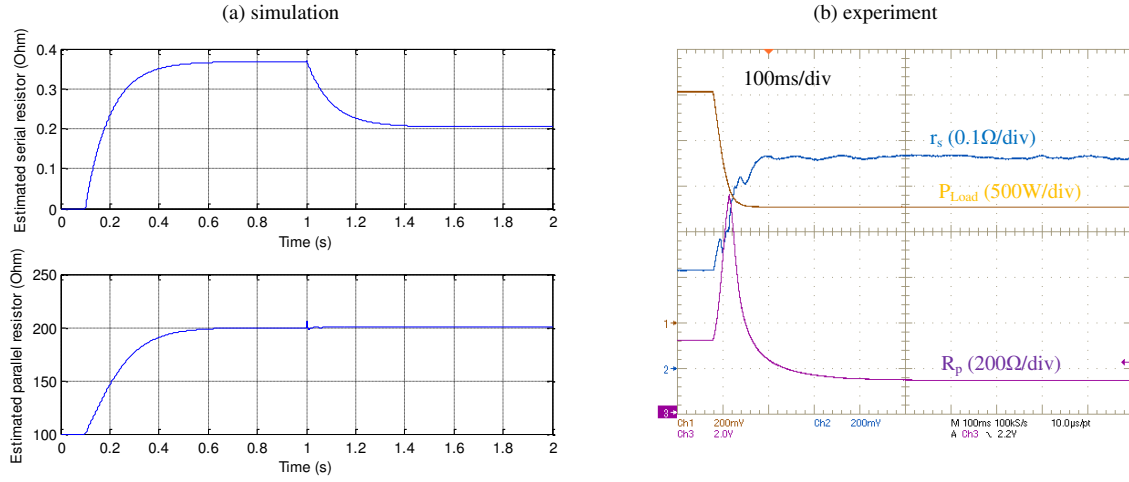 (a) simulation
Estimated serial resistor (Ohm)
0.4
0.3
0.2
0.1
0
0 0.2 0.4 0.6 0.8 1 1.2 1.4 1.6 1.8 2
Time (s)
Estimated parallel resistor (Ohm)
250
200
150
100
0 0.2 0.4 0.6 0.8 1 1.2 1.4 1.6 1.8 2
Time (s)
(b) experiment
100ms/div
rs (0.1Ω/div)
PLoad (500W/div)
1
2
Rp (200Ω/div)
3
Ch1 200mV Ch2 200mV M 100ms 100kS/s 10.0µs/pt
Ch3 2.0V A Ch3 ∖ 2.2V